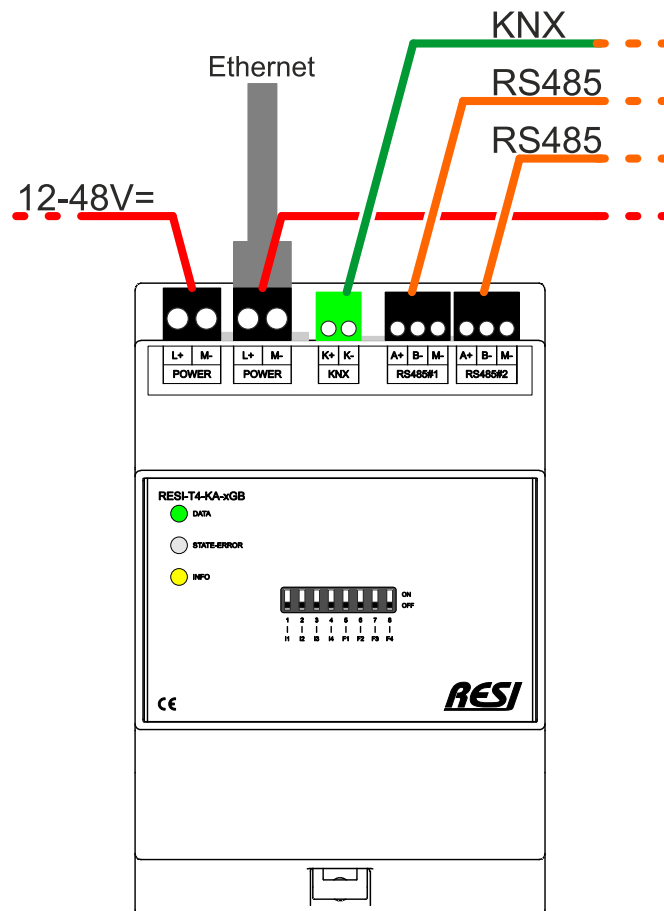 KNX
Ethernet
RS485
RS485
12-48V=
L+ M- L+ M- K+ K- A+ B- M- A+ B- M-
POWER POWER KNX RS485#1 RS485#2
RESI-T4-KA-xGB
DATA
STATE-ERROR
INFO
ON
OFF
1 2 3 4 5 6 7 8
I1 I2 I3 I4 F1 F2 F3 F4
CE
RESI